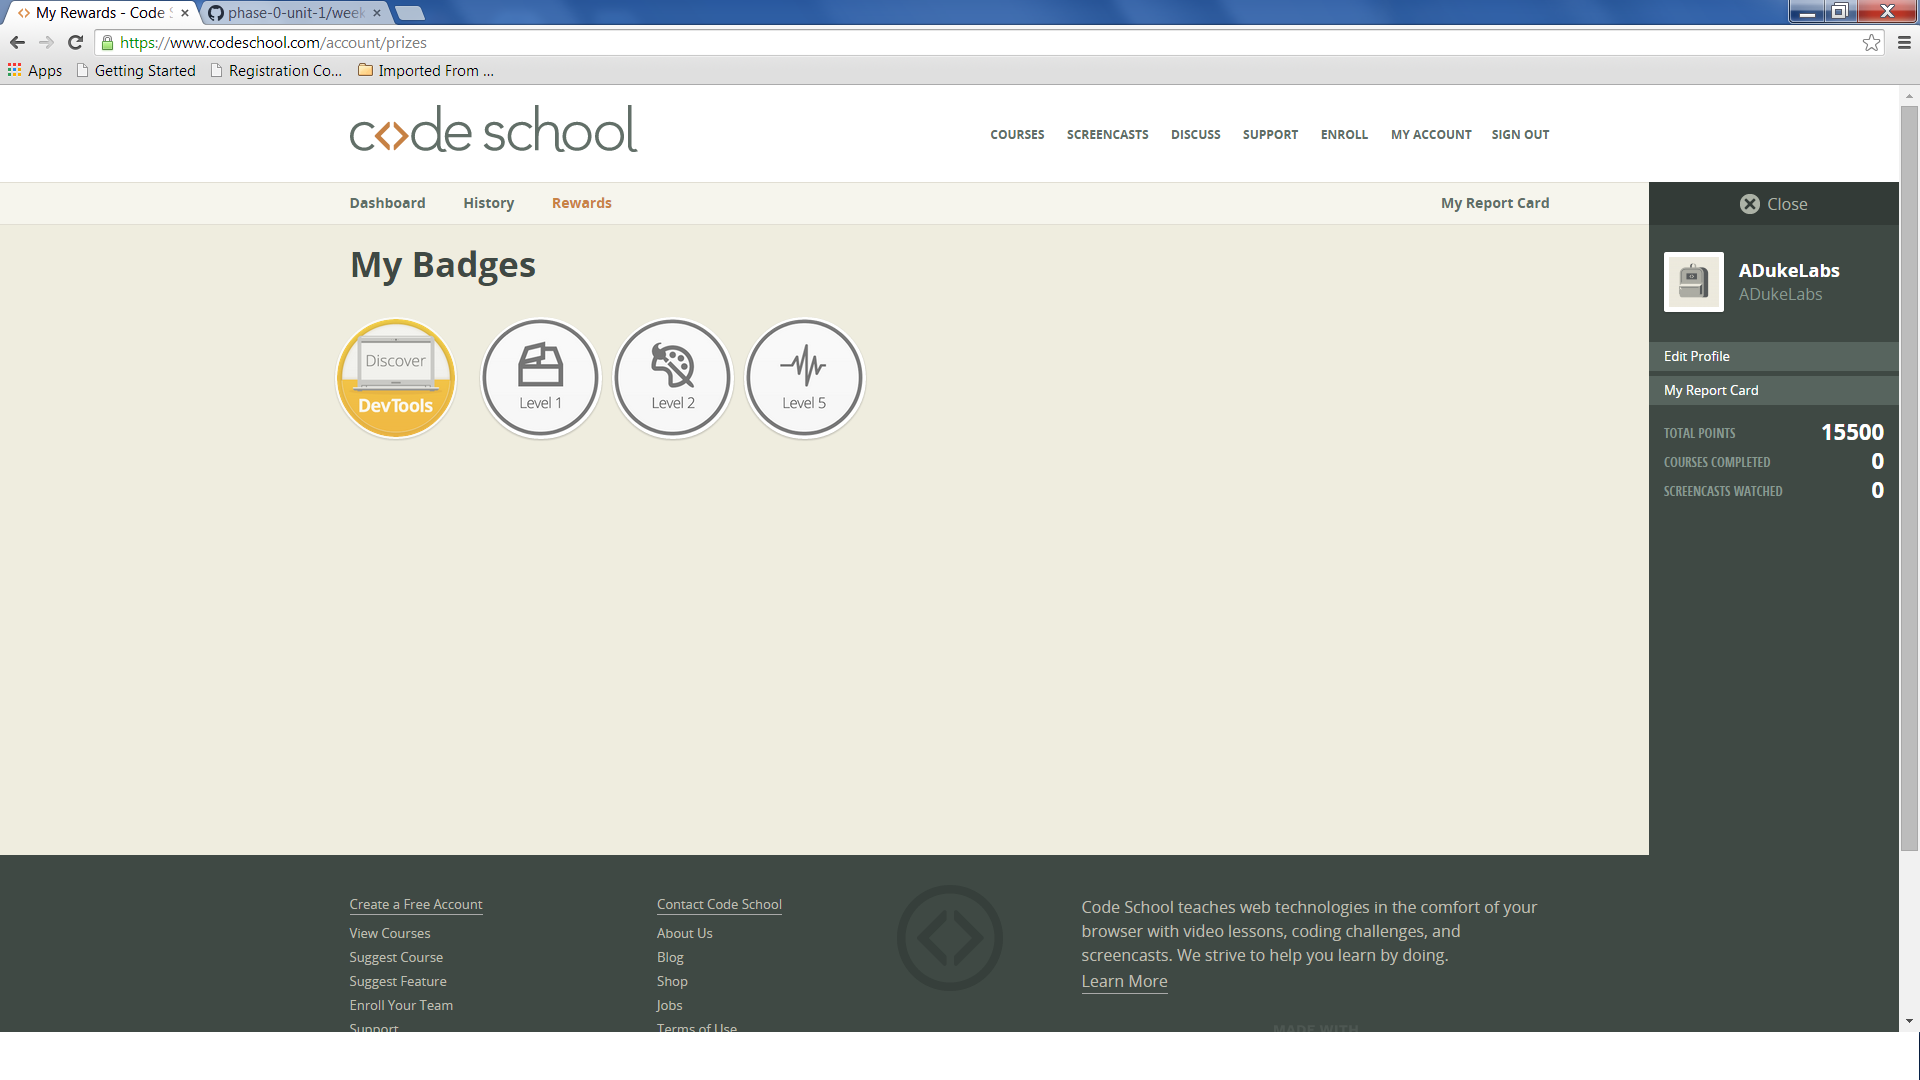 My Rewards - Code S
phase-0-unit-1/week
https://www.codeschool.com/account/prizes
Apps
Getting Started
Registration Co...
Imported From ...
code school
COURSES
SCREENCASTS
DISCUSS
SUPPORT
ENROLL
MY ACCOUNT
SIGN OUT
Dashboard
History
Rewards
My Report Card
Close
My Badges
ADukeLabs
ADukeLabs
Discover
DevTools
Level 1
Level 2
Level 5
Edit Profile
My Report Card
TOTAL POINTS 15500
COURSES COMPLETED 0
SCREENCASTS WATCHED 0
Create a Free Account
View Courses
Suggest Course
Suggest Feature
Enroll Your Team
Support
Contact Code School
About Us
Blog
Shop
Jobs
Terms of Use
Code School teaches web technologies in the comfort of your
browser with video lessons, coding challenges, and
screencasts. We strive to help you learn by doing.
Learn More
MADE WITH